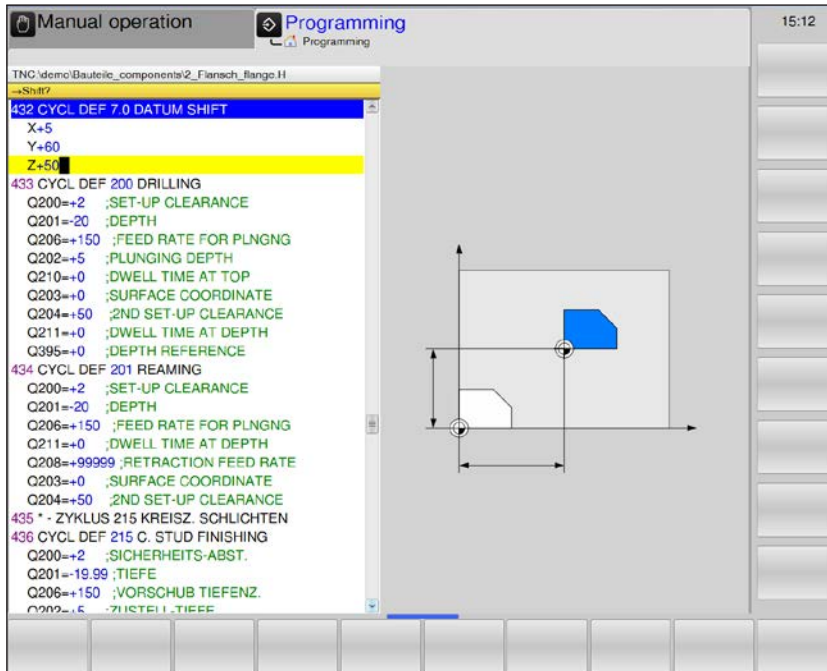 Manual operation
Programming
Programming
15:12
TNC:\demo\Bauteile_components\2_Flansch_flange.H
→Shift?
432 CYCL DEF 7.0 DATUM SHIFT
X+5
Y+60
Z+50
433 CYCL DEF 200 DRILLING
Q200=+2 ;SET-UP CLEARANCE
Q201=-20 ;DEPTH
Q206=+150 ;FEED RATE FOR PLNGNG
Q202=+5 ;PLUNGING DEPTH
Q210=+0 ;DWELL TIME AT TOP
Q203=+0 ;SURFACE COORDINATE
Q204=+50 ;2ND SET-UP CLEARANCE
Q211=+0 ;DWELL TIME AT DEPTH
Q395=+0 ;DEPTH REFERENCE
434 CYCL DEF 201 REAMING
Q200=+2 ;SET-UP CLEARANCE
Q201=-20 ;DEPTH
Q206=+150 ;FEED RATE FOR PLNGNG
Q211=+0 ;DWELL TIME AT DEPTH
Q208=+99999 ;RETRACTION FEED RATE
Q203=+0 ;SURFACE COORDINATE
Q204=+50 ;2ND SET-UP CLEARANCE
435 * - ZYKLUS 215 KREISZ. SCHLICHTEN
436 CYCL DEF 215 C. STUD FINISHING
Q200=+2 ;SICHERHEITS-ABST.
Q201=-19.99 ;TIEFE
Q206=+150 ;VORSCHUB TIEFENZ.
Q202=+5 ;ZUSTELL-TIEFE